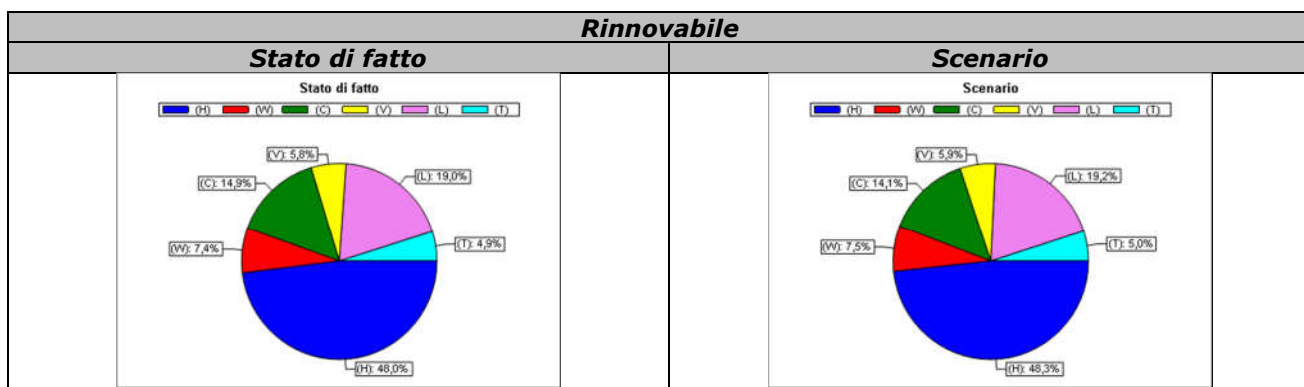 Rinnovabile
Stato di fatto
Scenario
Stato di fatto
(H) (W) (C) (V) (L) (T)
(V): 5,8%
(L): 19,0%
(C): 14,9%
(W): 7,4%
(T): 4,9%
(H): 48,0%
Scenario
(H) (W) (C) (V) (L) (T)
(V): 5,9%
(L): 19,2%
(C): 14,1%
(W): 7,5%
(T): 5,0%
(H): 48,3%